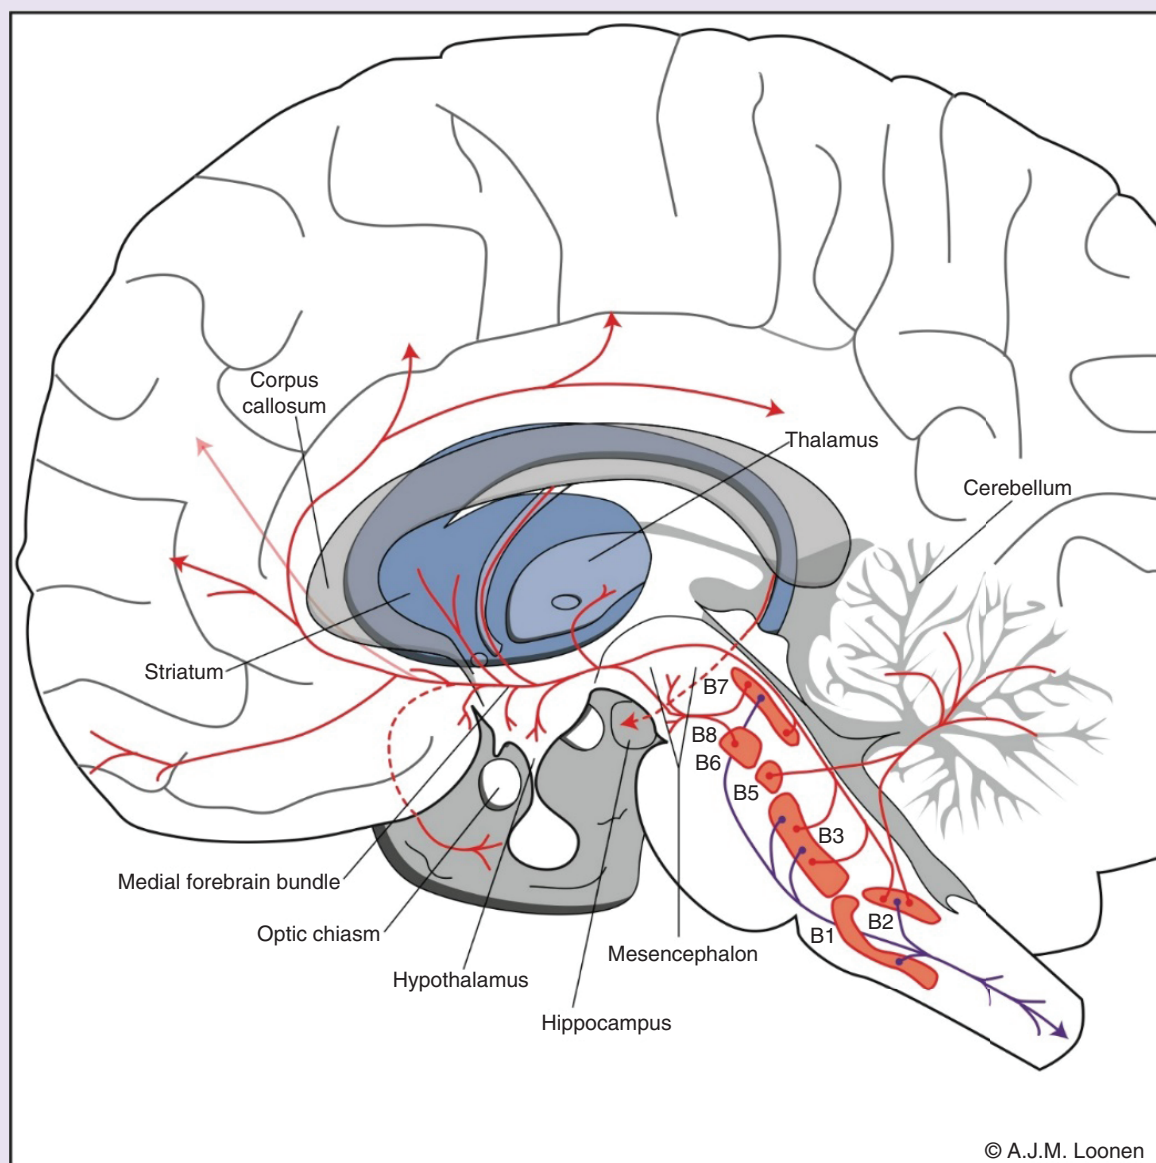 Corpus
callosum
Thalamus
Cerebellum
Striatum
B7
B8
B6
B5
B3
B2
B1
Medial forebrain bundle
Optic chiasm
Hypothalamus
Mesencephalon
Hippocampus
© A.J.M. Loonen